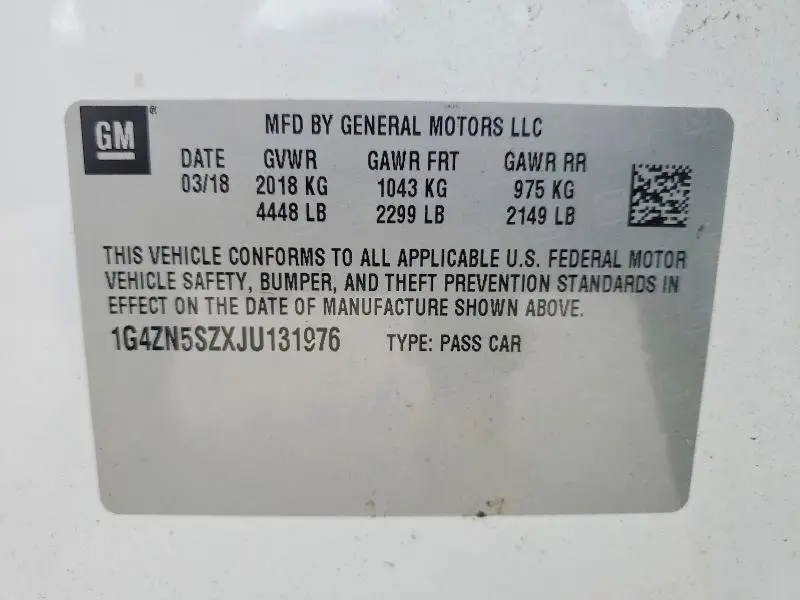 GM®
MFD BY GENERAL MOTORS LLC
DATE GVWR GAWR FRT GAWR RR
03/18 2018 KG 1043 KG 975 KG
4448 LB 2299 LB 2149 LB
THIS VEHICLE CONFORMS TO ALL APPLICABLE U.S. FEDERAL MOTOR
VEHICLE SAFETY, BUMPER, AND THEFT PREVENTION STANDARDS IN
EFFECT ON THE DATE OF MANUFACTURE SHOWN ABOVE.
1G4ZN5SZXJU131976 TYPE: PASS CAR